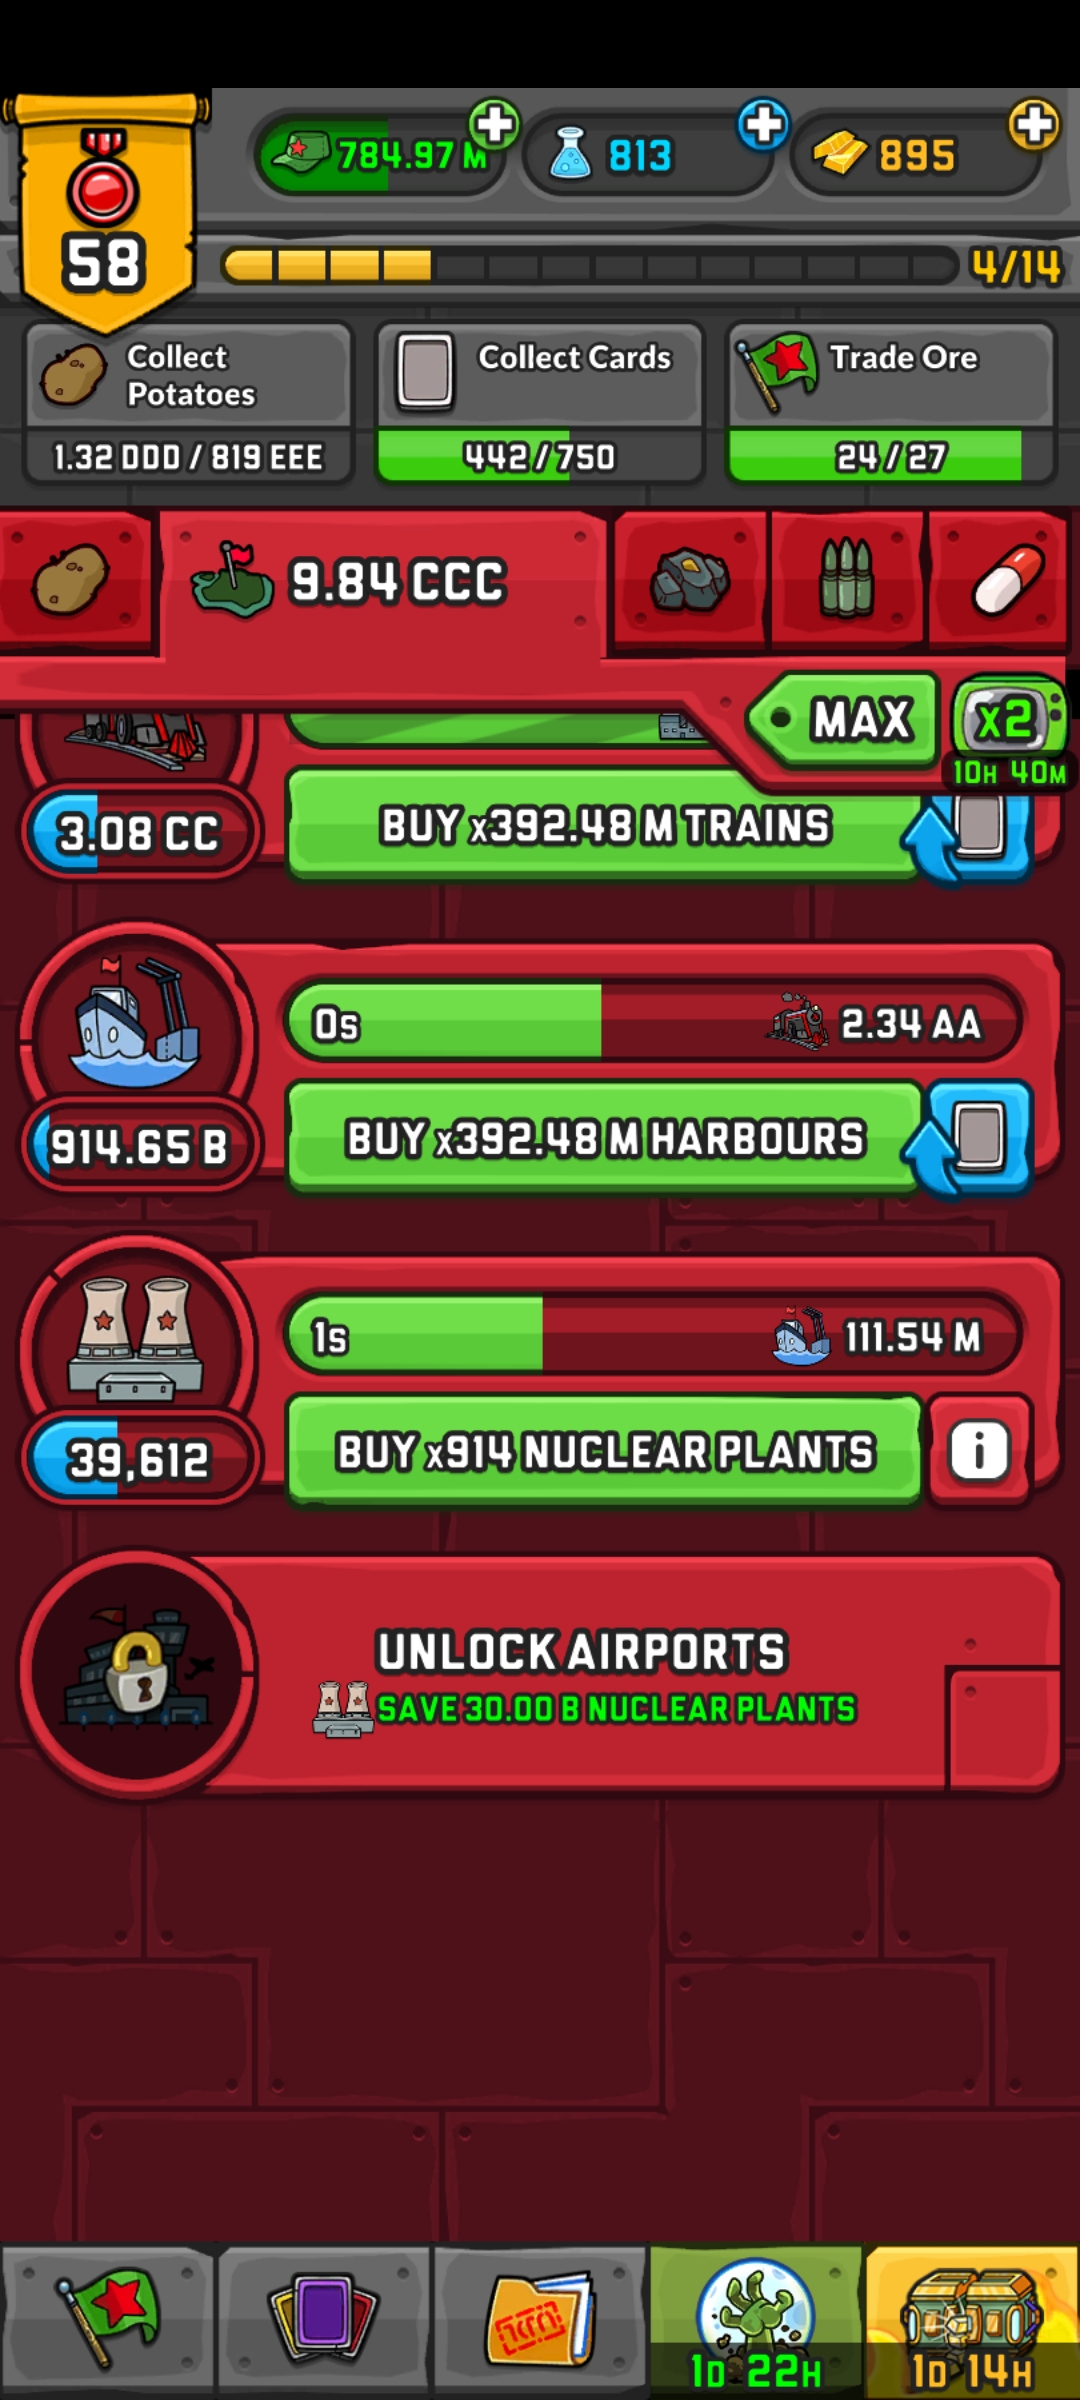 784.97 M
813
895
58
4/14
Collect
Potatoes
1.32 DDD / 819 EEE
Collect Cards
442/750
Trade Ore
24/27
9.84 CCC
MAX
x2
10H 40M
3.08 CC
BUY x392.48 M TRAINS
0s
2.34 AA
914.65 B
BUY x392.48 M HARBOURS
1s
111.54 M
39,612
BUY x914 NUCLEAR PLANTS
i
UNLOCK AIRPORTS
SAVE 30.00 B NUCLEAR PLANTS
1D 22H
1D 14H